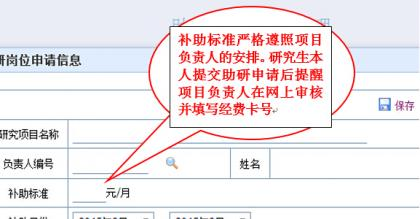 补助标准严格遵照项目
负责人的安排。研究生本
人提交助研申请后提醒
项目负责人在网上审核
并填写经费卡号
研岗位申请信息
保存
研究项目名称
负责人编号
姓名
补助标准
元/月